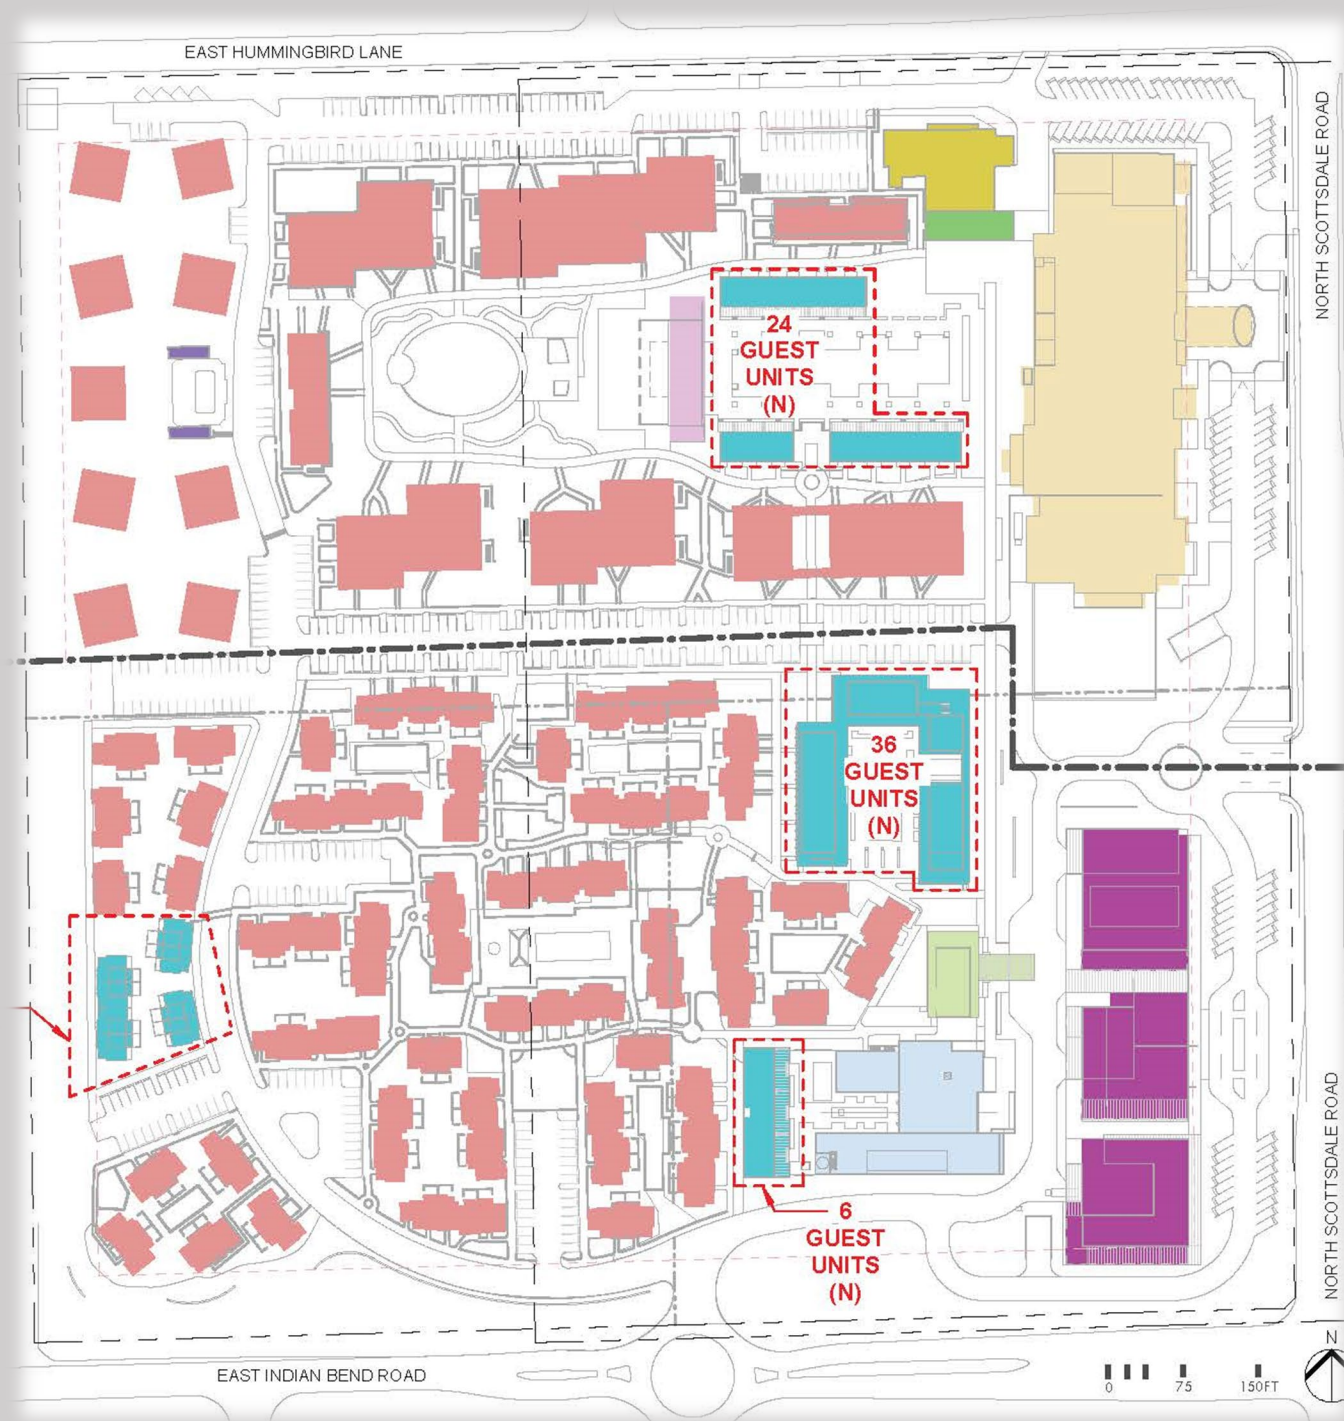 EAST HUMMINGBIRD LANE
NORTH SCOTTSDALE ROAD
24
GUEST
UNITS
(N)
36
GUEST
UNITS
(N)
6
GUEST
UNITS
(N)
NORTH SCOTTSDALE ROAD
EAST INDIAN BEND ROAD
0 75 150FT
N